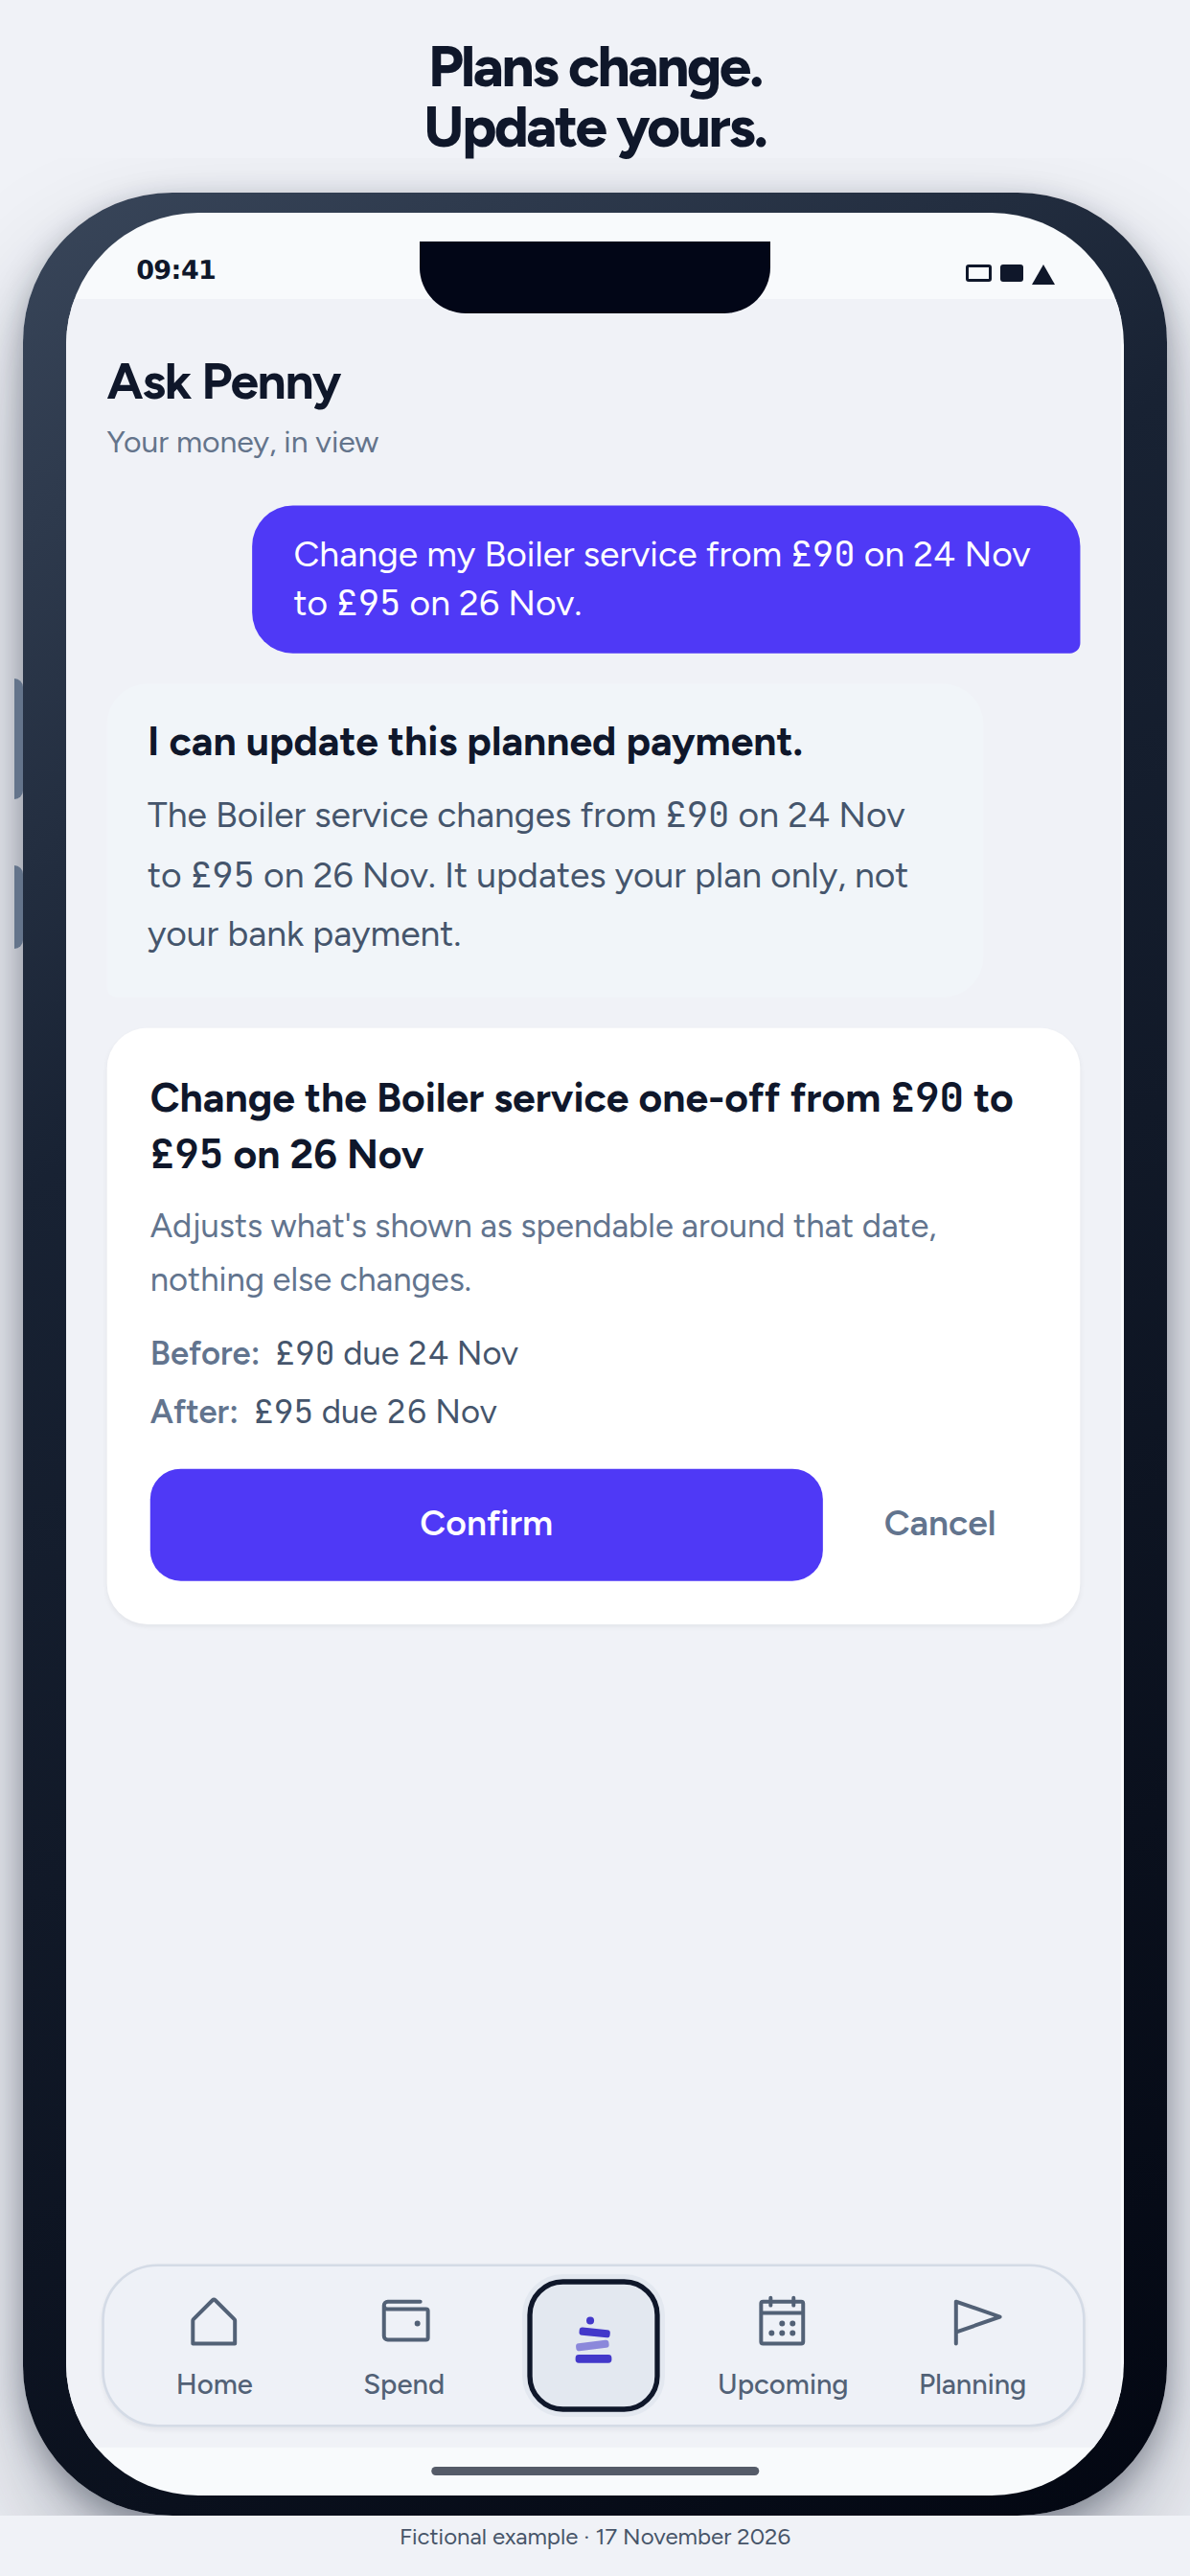 Plans change.
Update yours.
09:41
Ask Penny
Your money, in view
Change my Boiler service from £90 on 24 Nov
to £95 on 26 Nov.
I can update this planned payment.
The Boiler service changes from £90 on 24 Nov
to £95 on 26 Nov. It updates your plan only, not
your bank payment.
Change the Boiler service one-off from £90 to
£95 on 26 Nov
Adjusts what's shown as spendable around that date,
nothing else changes.
Before: £90 due 24 Nov
After: £95 due 26 Nov
Confirm
Cancel
Home
Spend
Upcoming
Planning
Fictional example · 17 November 2026